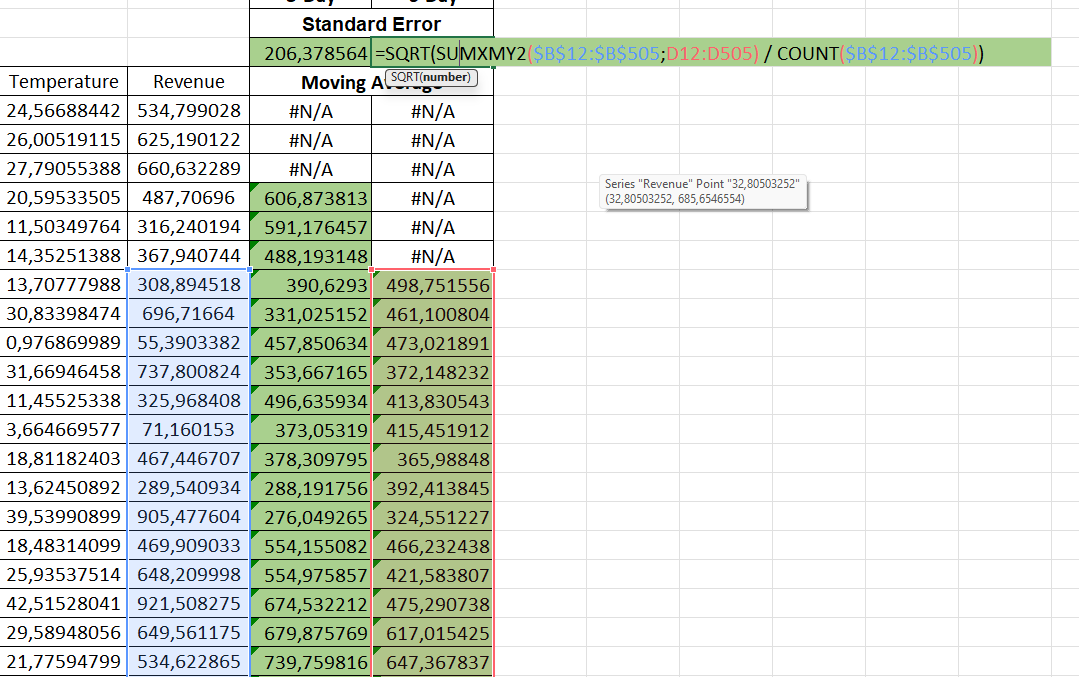 Standard Error
206,378564 =SQRT(SUMXMY2($B$12:$B$505;D12:D505) / COUNT($B$12:$B$505))
SQRT(number)
Temperature Revenue Moving Average
24,56688442 534,799028 #N/A #N/A
26,00519115 625,190122 #N/A #N/A
27,79055388 660,632289 #N/A #N/A
Series "Revenue" Point "32,80503252"
(32,80503252, 685,6546554)
20,59533505 487,70696 606,873813 #N/A
11,50349764 316,240194 591,176457 #N/A
14,35251388 367,940744 488,193148 #N/A
13,70777988 308,894518 390,6293 498,751556
30,83398474 696,71664 331,025152 461,100804
0,976869989 55,3903382 457,850634 473,021891
31,66946458 737,800824 353,667165 372,148232
11,45525338 325,968408 496,635934 413,830543
3,664669577 71,160153 373,05319 415,451912
18,81182403 467,446707 378,309795 365,98848
13,62450892 289,540934 288,191756 392,413845
39,53990899 905,477604 276,049265 324,551227
18,48314099 469,909033 554,155082 466,232438
25,93537514 648,209998 554,975857 421,583807
42,51528041 921,508275 674,532212 475,290738
29,58948056 649,561175 679,875769 617,015425
21,77594799 534,622865 739,759816 647,367837